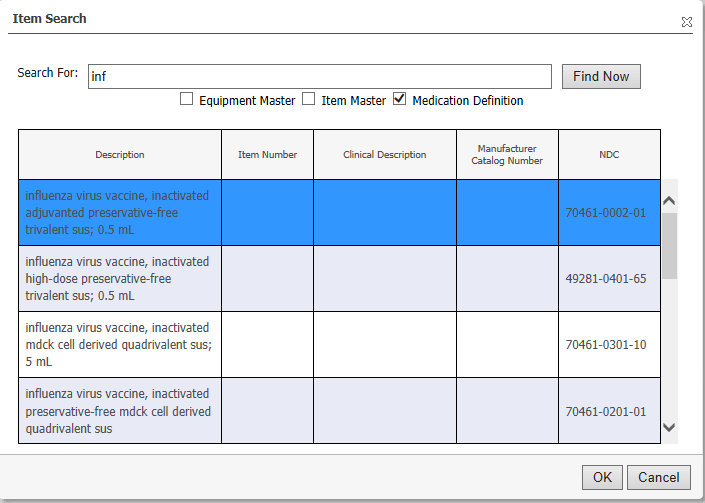 Item Search
Search For:
inf
Find Now
Equipment Master
Item Master
Medication Definition
Description
Item Number
Clinical Description
Manufacturer
Catalog Number
NDC
influenza virus vaccine, inactivated
adjuvanted preservative-free
trivalent sus; 0.5 mL
70461-0002-01
influenza virus vaccine, inactivated
high-dose preservative-free
trivalent sus; 0.5 mL
49281-0401-65
influenza virus vaccine, inactivated
mdck cell derived quadrivalent sus;
5 mL
70461-0301-10
influenza virus vaccine, inactivated
preservative-free mdck cell derived
quadrivalent sus
70461-0201-01
OK
Cancel